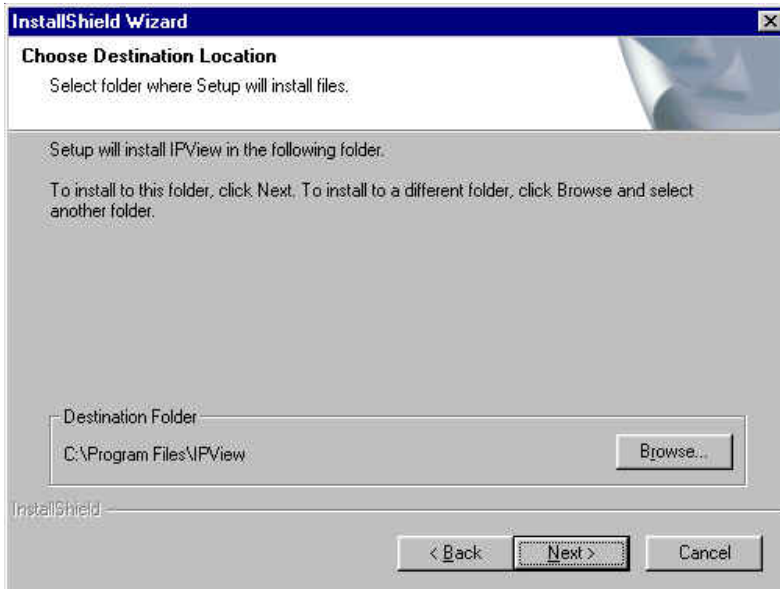 InstallShield Wizard
Choose Destination Location
Select folder where Setup will install files.
Setup will install IPView in the following folder.
To install to this folder, click Next. To install to a different folder, click Browse and select
another folder.
Destination Folder
C:\Program Files\IPView
Browse...
InstallShield
< Back
Next >
Cancel